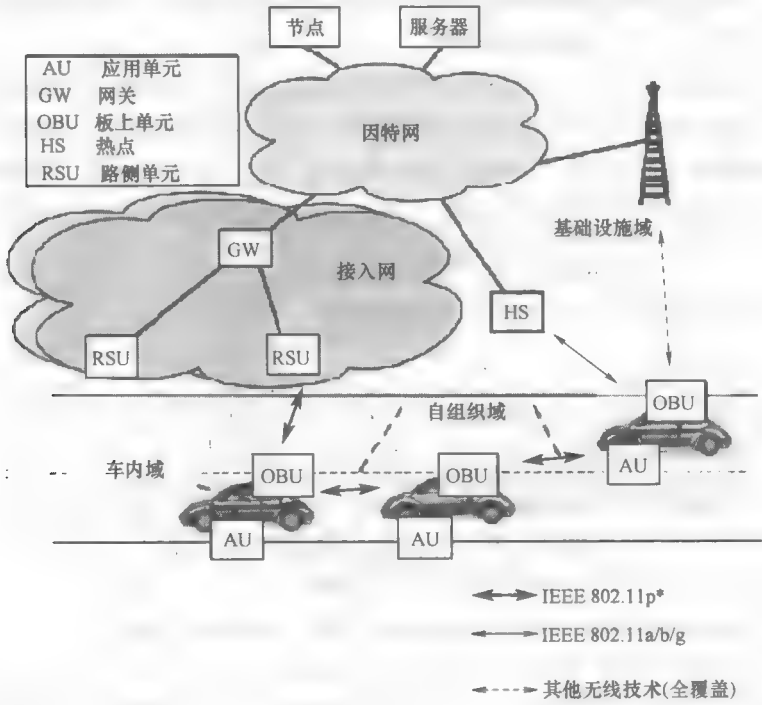 节点
服务器
AU 应用单元
GW 网关
OBU 板上单元
HS 热点
RSU 路侧单元
因特网
基础设施域
GW
接入网
HS
RSU
RSU
OBU
自组织域
AU
车内域
OBU
OBU
AU
AU
IEEE 802.11p*
IEEE 802.11a/b/g
其他无线技术(全覆盖)